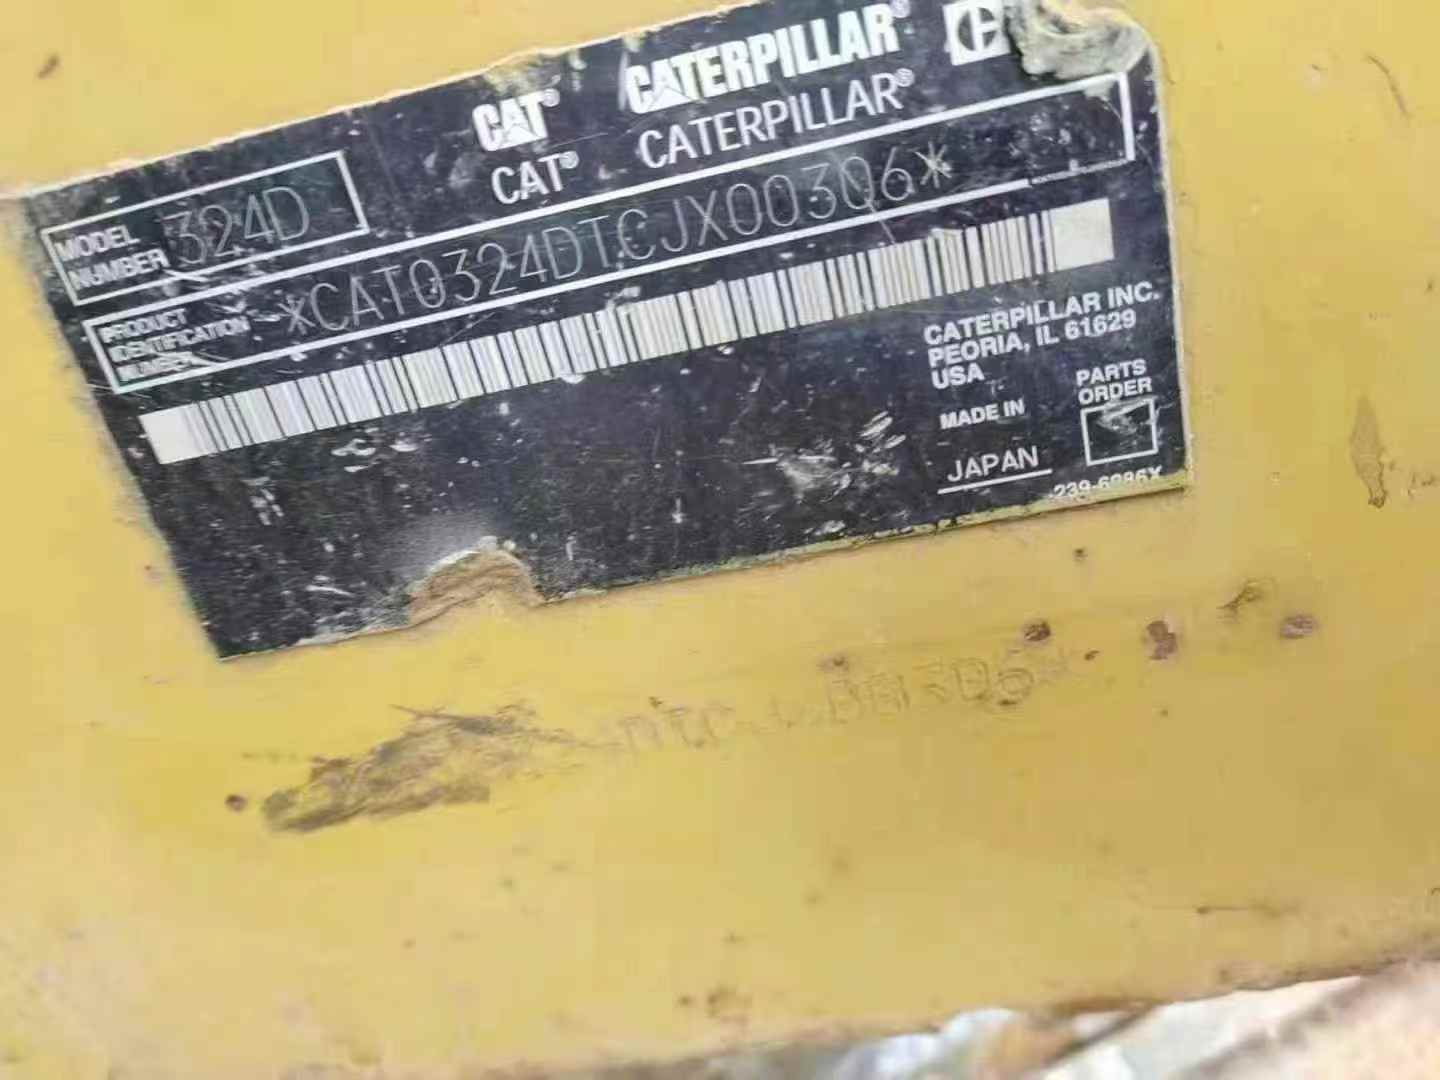 CAT® CATERPILLAR®
CAT® CATERPILLAR®
MODEL NUMBER 324D
PRODUCT IDENTIFICATION NUMBER *CAT0324DTCJX00306*
CATERPILLAR INC.
PEORIA, IL 61629
USA
MADE IN
JAPAN
PARTS
ORDER